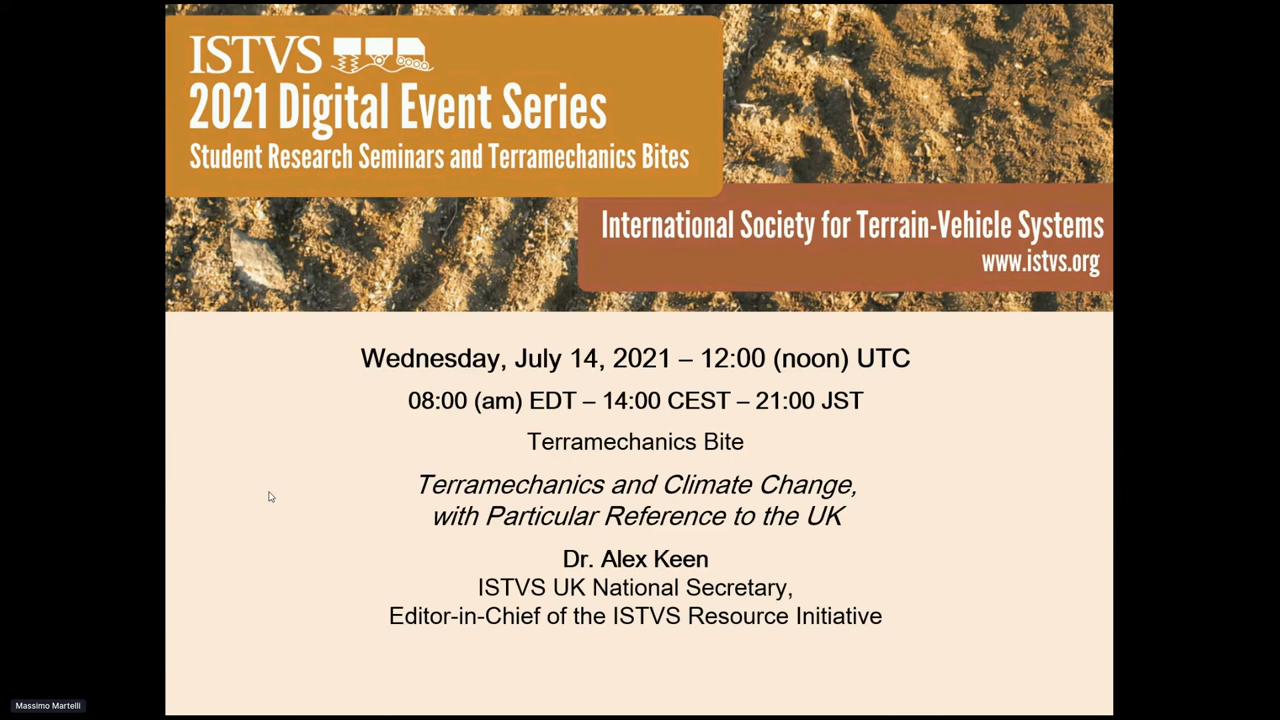 ISTVS
2021 Digital Event Series
Student Research Seminars and Terramechanics Bites
International Society for Terrain-Vehicle Systems
www.istvs.org
Wednesday, July 14, 2021 – 12:00 (noon) UTC
08:00 (am) EDT – 14:00 CEST – 21:00 JST
Terramechanics Bite
Terramechanics and Climate Change,
with Particular Reference to the UK
Dr. Alex Keen
ISTVS UK National Secretary,
Editor-in-Chief of the ISTVS Resource Initiative
Massimo Martelli